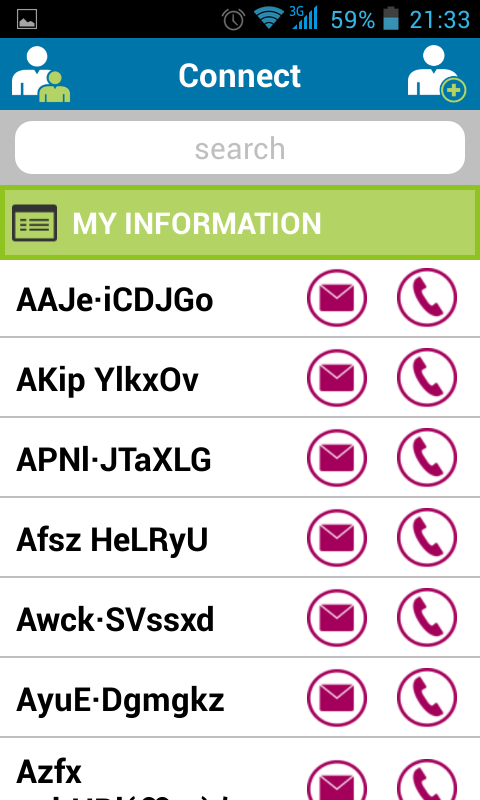 3G 59% 21:33
Connect
search
MY INFORMATION
AAJe·iCDJGo
AKip YlkxOv
APNl·JTaXLG
Afsz HeLRyU
Awck·SVssxd
AyuE·Dgmgkz
Azfx